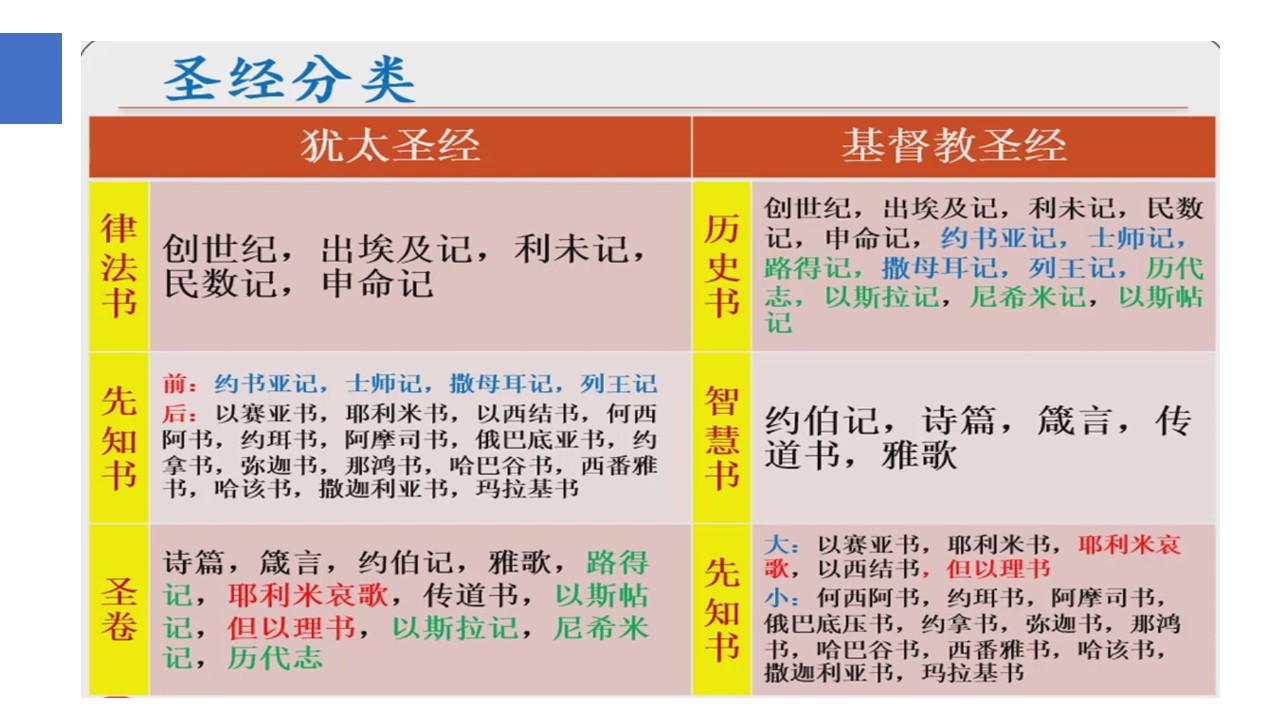 圣经分类
犹太圣经
基督教圣经
律法书
创世纪，出埃及记，利未记，
民数记，申命记
历史书
创世纪，出埃及记，利未记，民数
记，申命记，约书亚记，士师记，
路得记，撒母耳记，列王记，历代
志，以斯拉记，尼希米记，以斯帖
记
先知书
前：约书亚记，士师记，撒母耳记，列王记
后：以赛亚书，耶利米书，以西结书，何西
阿书，约珥书，阿摩司书，俄巴底亚书，约
拿书，弥迦书，那鸿书，哈巴谷书，西番雅
书，哈该书，撒迦利亚书，玛拉基书
智慧书
约伯记，诗篇，箴言，传
道书，雅歌
圣卷
诗篇，箴言，约伯记，雅歌，路得
记，耶利米哀歌，传道书，以斯帖
记，但以理书，以斯拉记，尼希米
记，历代志
先知书
大：以赛亚书，耶利米书，耶利米哀
歌，以西结书，但以理书
小：何西阿书，约珥书，阿摩司书，
俄巴底压书，约拿书，弥迦书，那鸿
书，哈巴谷书，西番雅书，哈该书，
撒迦利亚书，玛拉基书